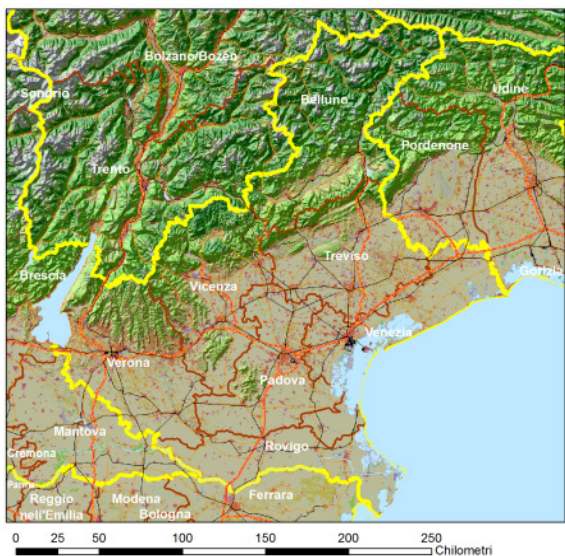 Bolzano/Bozen
Sondrio
Belluno
Udine
Trento
Pordenone
Treviso
Gorizia
Brescia
Vicenza
Venezia
Verona
Padova
Mantova
Rovigo
Cremona
Parma
Reggio
nell'Emilia
Modena
Bologna
Ferrara
0 25 50 100 150 200 250
Chilometri